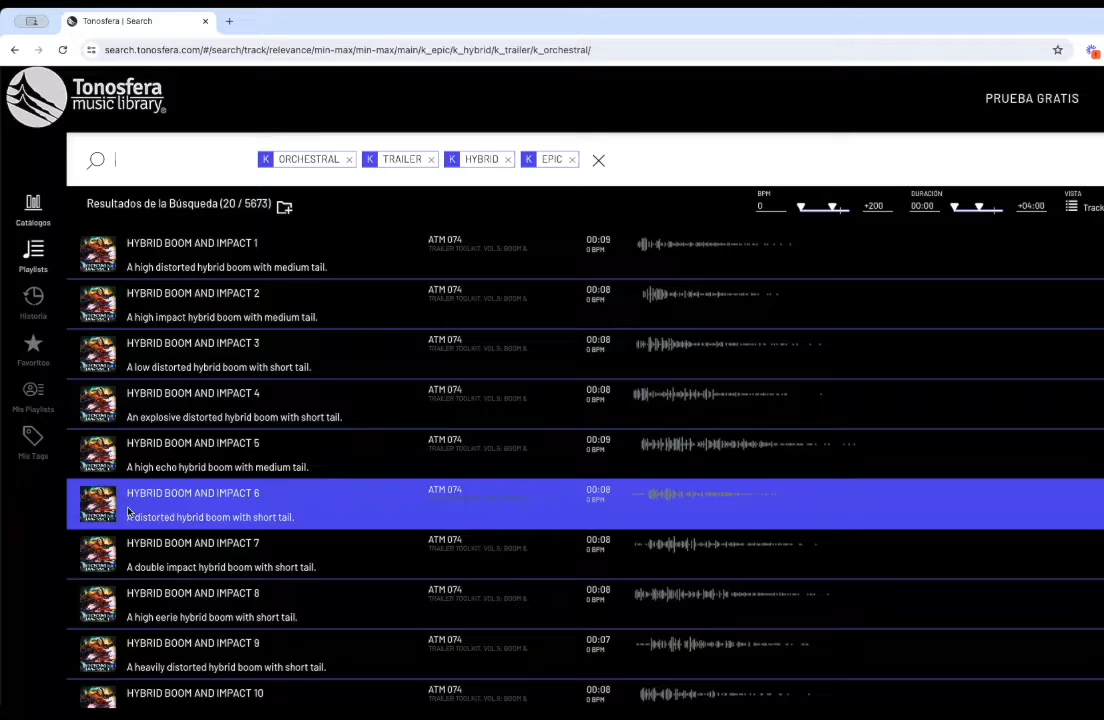 Tonosfera | Search
search.tonosfera.com/#/search/track/relevance/min-max/min-max/main/k_epic/k_hybrid/k_trailer/k_orchestral/
Tonosfera
music library®
PRUEBA GRATIS
K ORCHESTRAL
K TRAILER
K HYBRID
K EPIC
Catálogos
Playlists
Historia
Favoritos
Mis Playlists
Mis Tags
Resultados de la Búsqueda (20 / 5673)
BPM
0
+200
DURACIÓN
00:00
+04:00
VISTA
Track
HYBRID BOOM AND IMPACT 1
A high distorted hybrid boom with medium tail.
ATM 074
TRAILER TOOLKIT, VOL.5: BOOM &
00:09
0 BPM
HYBRID BOOM AND IMPACT 2
A high impact hybrid boom with medium tail.
ATM 074
TRAILER TOOLKIT, VOL.5: BOOM &
00:08
0 BPM
HYBRID BOOM AND IMPACT 3
A low distorted hybrid boom with short tail.
ATM 074
TRAILER TOOLKIT, VOL.5: BOOM &
00:08
0 BPM
HYBRID BOOM AND IMPACT 4
An explosive distorted hybrid boom with short tail.
ATM 074
TRAILER TOOLKIT, VOL.5: BOOM &
00:08
0 BPM
HYBRID BOOM AND IMPACT 5
A high echo hybrid boom with medium tail.
ATM 074
TRAILER TOOLKIT, VOL.5: BOOM &
00:09
0 BPM
HYBRID BOOM AND IMPACT 6
A distorted hybrid boom with short tail.
ATM 074
00:08
0 BPM
HYBRID BOOM AND IMPACT 7
A double impact hybrid boom with short tail.
ATM 074
TRAILER TOOLKIT, VOL.5: BOOM &
00:08
0 BPM
HYBRID BOOM AND IMPACT 8
A high eerie hybrid boom with short tail.
ATM 074
TRAILER TOOLKIT, VOL.5: BOOM &
00:08
0 BPM
HYBRID BOOM AND IMPACT 9
A heavily distorted hybrid boom with short tail.
ATM 074
TRAILER TOOLKIT, VOL.5: BOOM &
00:07
0 BPM
HYBRID BOOM AND IMPACT 10
ATM 074
TRAILER TOOLKIT, VOL.5: BOOM &
00:08
0 BPM